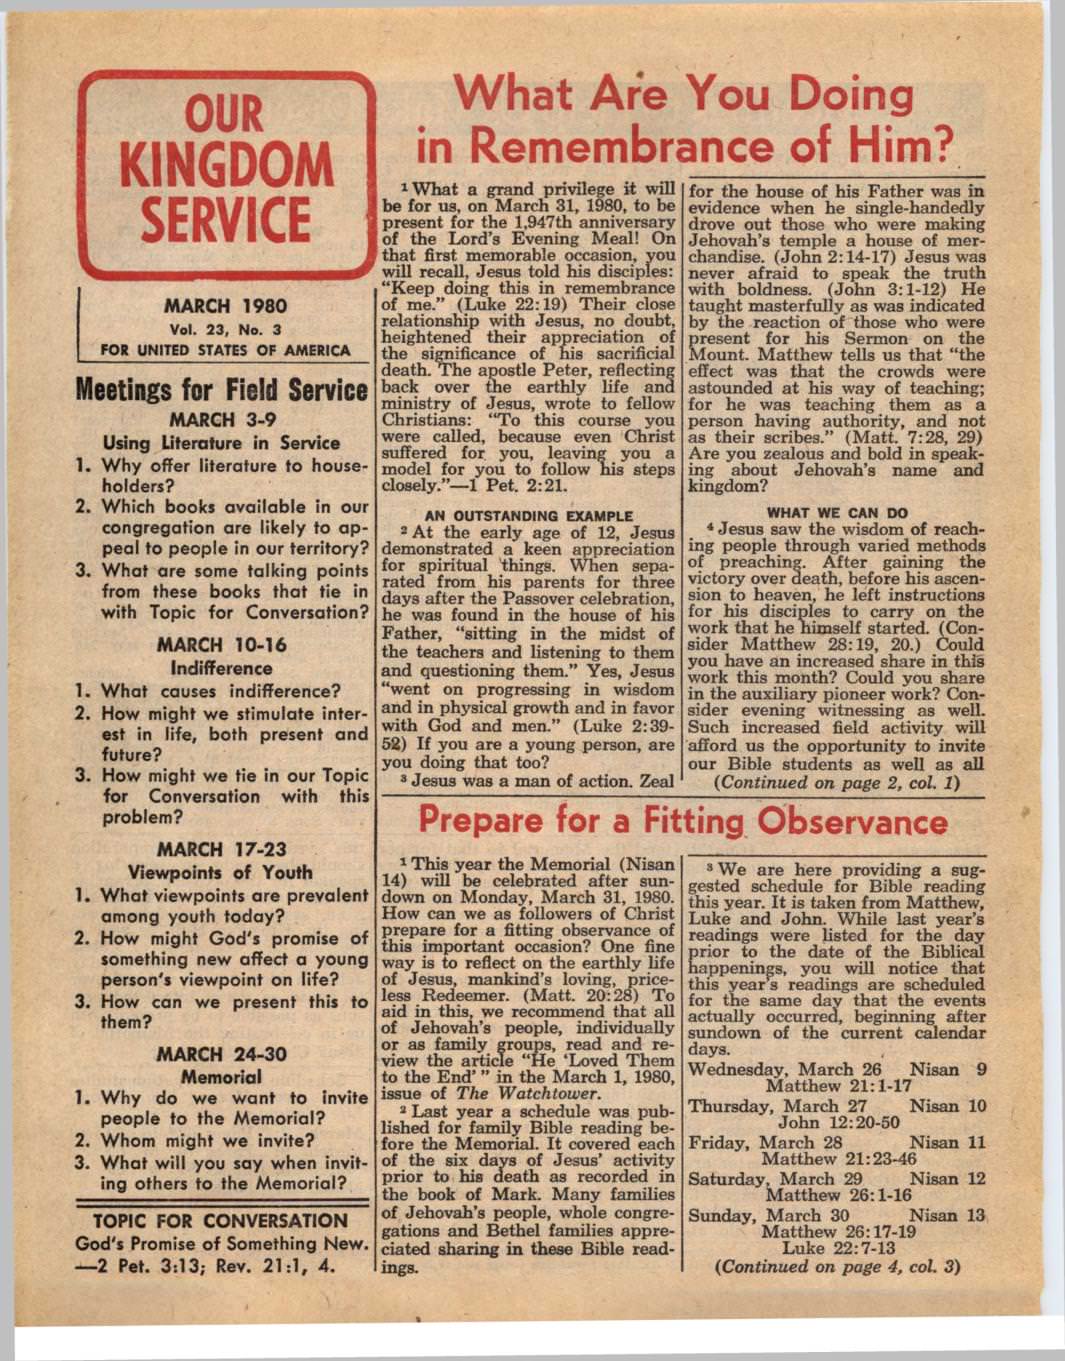 OUR
KINGDOM
SERVICE
MARCH 1980
Vol. 23, No. 3
FOR UNITED STATES OF AMERICA
Meetings for Field Service
MARCH 3-9
Using Literature in Service
1. Why offer literature to house-
holders?
2. Which books available in our
congregation are likely to ap-
peal to people in our territory?
3. What are some talking points
from these books that tie in
with Topic for Conversation?
MARCH 10-16
Indifference
1. What causes indifference?
2. How might we stimulate inter-
est in life, both present and
future?
3. How might we tie in our Topic
for Conversation with this
problem?
MARCH 17-23
Viewpoints of Youth
1. What viewpoints are prevalent
among youth today?
2. How might God's promise of
something new affect a young
person's viewpoint on life?
3. How can we present this to
them?
MARCH 24-30
Memorial
1. Why do we want to invite
people to the Memorial?
2. Whom might we invite?
3. What will you say when invit-
ing others to the Memorial?
TOPIC FOR CONVERSATION
God's Promise of Something New.
—2 Pet. 3:13; Rev. 21:1, 4.
What Are You Doing
in Remembrance of Him?
1 What a grand privilege it will
be for us, on March 31, 1980, to be
present for the 1,947th anniversary
of the Lord's Evening Meal! On
that first memorable occasion, you
will recall, Jesus told his disciples:
"Keep doing this in remembrance
of me." (Luke 22:19) Their close
relationship with Jesus, no doubt,
heightened their appreciation of
the significance of his sacrificial
death. The apostle Peter, reflecting
back over the earthly life and
ministry of Jesus, wrote to fellow
Christians: "To this course you
were called, because even Christ
suffered for you, leaving you a
model for you to follow his steps
closely."—1 Pet. 2:21.
AN OUTSTANDING EXAMPLE
2 At the early age of 12, Jesus
demonstrated a keen appreciation
for spiritual things. When sepa-
rated from his parents for three
days after the Passover celebration,
he was found in the house of his
Father, "sitting in the midst of
the teachers and listening to them
and questioning them." Yes, Jesus
"went on progressing in wisdom
and in physical growth and in favor
with God and men." (Luke 2:39-
52) If you are a young person, are
you doing that too?
3 Jesus was a man of action. Zeal
for the house of his Father was in
evidence when he single-handedly
drove out those who were making
Jehovah's temple a house of mer-
chandise. (John 2:14-17) Jesus was
never afraid to speak the truth
with boldness. (John 3:1-12) He
taught masterfully as was indicated
by the reaction of those who were
present for his Sermon on the
Mount. Matthew tells us that "the
effect was that the crowds were
astounded at his way of teaching;
for he was teaching them as a
person having authority, and not
as their scribes." (Matt. 7:28, 29)
Are you zealous and bold in speak-
ing about Jehovah's name and
kingdom?
WHAT WE CAN DO
4 Jesus saw the wisdom of reach-
ing people through varied methods
of preaching. After gaining the
victory over death, before his ascen-
sion to heaven, he left instructions
for his disciples to carry on the
work that he himself started. (Con-
sider Matthew 28:19, 20.) Could
you have an increased share in this
work this month? Could you share
in the auxiliary pioneer work? Con-
sider evening witnessing as well.
Such increased field activity will
afford us the opportunity to invite
our Bible students as well as all
(Continued on page 2, col. 1)
Prepare for a Fitting Observance
1 This year the Memorial (Nisan
14) will be celebrated after sun-
down on Monday, March 31, 1980.
How can we as followers of Christ
prepare for a fitting observance of
this important occasion? One fine
way is to reflect on the earthly life
of Jesus, mankind's loving, price-
less Redeemer. (Matt. 20:28) To
aid in this, we recommend that all
of Jehovah's people, individually
or as family groups, read and re-
view the article "He 'Loved Them
to the End' " in the March 1, 1980,
issue of The Watchtower.
2 Last year a schedule was pub-
lished for family Bible reading be-
fore the Memorial. It covered each
of the six days of Jesus' activity
prior to his death as recorded in
the book of Mark. Many families
of Jehovah's people, whole congre-
gations and Bethel families appre-
ciated sharing in these Bible read-
ings.
3 We are here providing a sug-
gested schedule for Bible reading
this year. It is taken from Matthew,
Luke and John. While last year's
readings were listed for the day
prior to the date of the Biblical
happenings, you will notice that
this year's readings are scheduled
for the same day that the events
actually occurred, beginning after
sundown of the current calendar
days.
Wednesday, March 26 Nisan 9
Matthew 21:1-17
Thursday, March 27 Nisan 10
John 12:20-50
Friday, March 28 Nisan 11
Matthew 21:23-46
Saturday, March 29 Nisan 12
Matthew 26:1-16
Sunday, March 30 Nisan 13
Matthew 26:17-19
Luke 22:7-13
(Continued on page 4, col. 3)